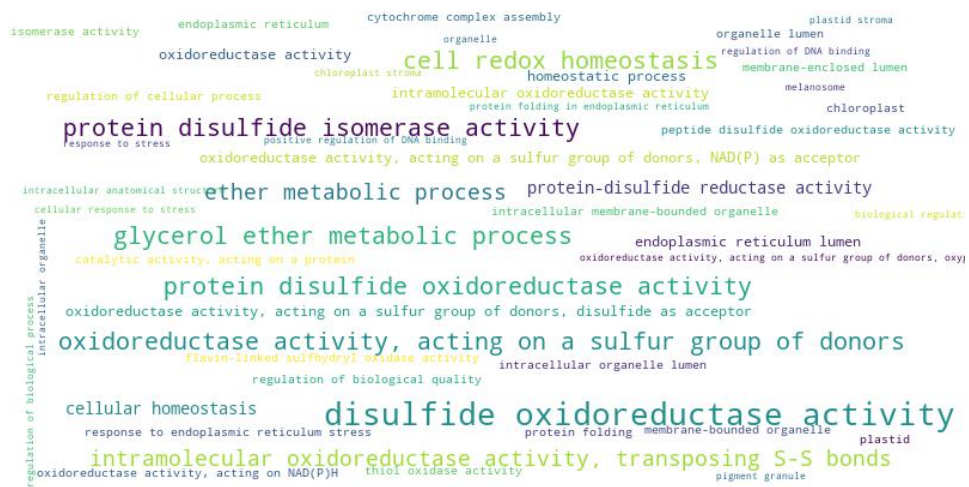 cytochrome complex assembly
plastid stroma
endoplasmic reticulum
isomerase activity
organelle lumen
organelle
regulation of DNA binding
oxidoreductase activity
cell redox homeostasis
membrane-enclosed lumen
chloroplast stroma
homeostatic process
melanosome
intramolecular oxidoreductase activity
regulation of cellular process
protein folding in endoplasmic reticulum
chloroplast
protein disulfide isomerase activity
peptide disulfide oxidoreductase activity
positive regulation of DNA binding
response to stress
oxidoreductase activity, acting on a sulfur group of donors, NAD(P) as acceptor
intracellular anatomical struct
ether metabolic process
protein-disulfide reductase activity
cellular response to stress
intracellular membrane-bounded organelle
biological regulati
glycerol ether metabolic process
endoplasmic reticulum lumen
catalytic activity, acting on a protein
oxidoreductase activity, acting on a sulfur group of donors, oxyg
intracellular organelle
protein disulfide oxidoreductase activity
oxidoreductase activity, acting on a sulfur group of donors, disulfide as acceptor
oxidoreductase activity, acting on a sulfur group of donors
flavin-linked sulfhydryl oxidase activity
intracellular organelle lumen
regulation of biological quality
regulation of biological process
cellular homeostasis
disulfide oxidoreductase activity
response to endoplasmic reticulum stress
protein folding
membrane-bounded organelle
plastid
intramolecular oxidoreductase activity, transposing S-S bonds
oxidoreductase activity, acting on NAD(P)H
thiol oxidase activity
pigment granule